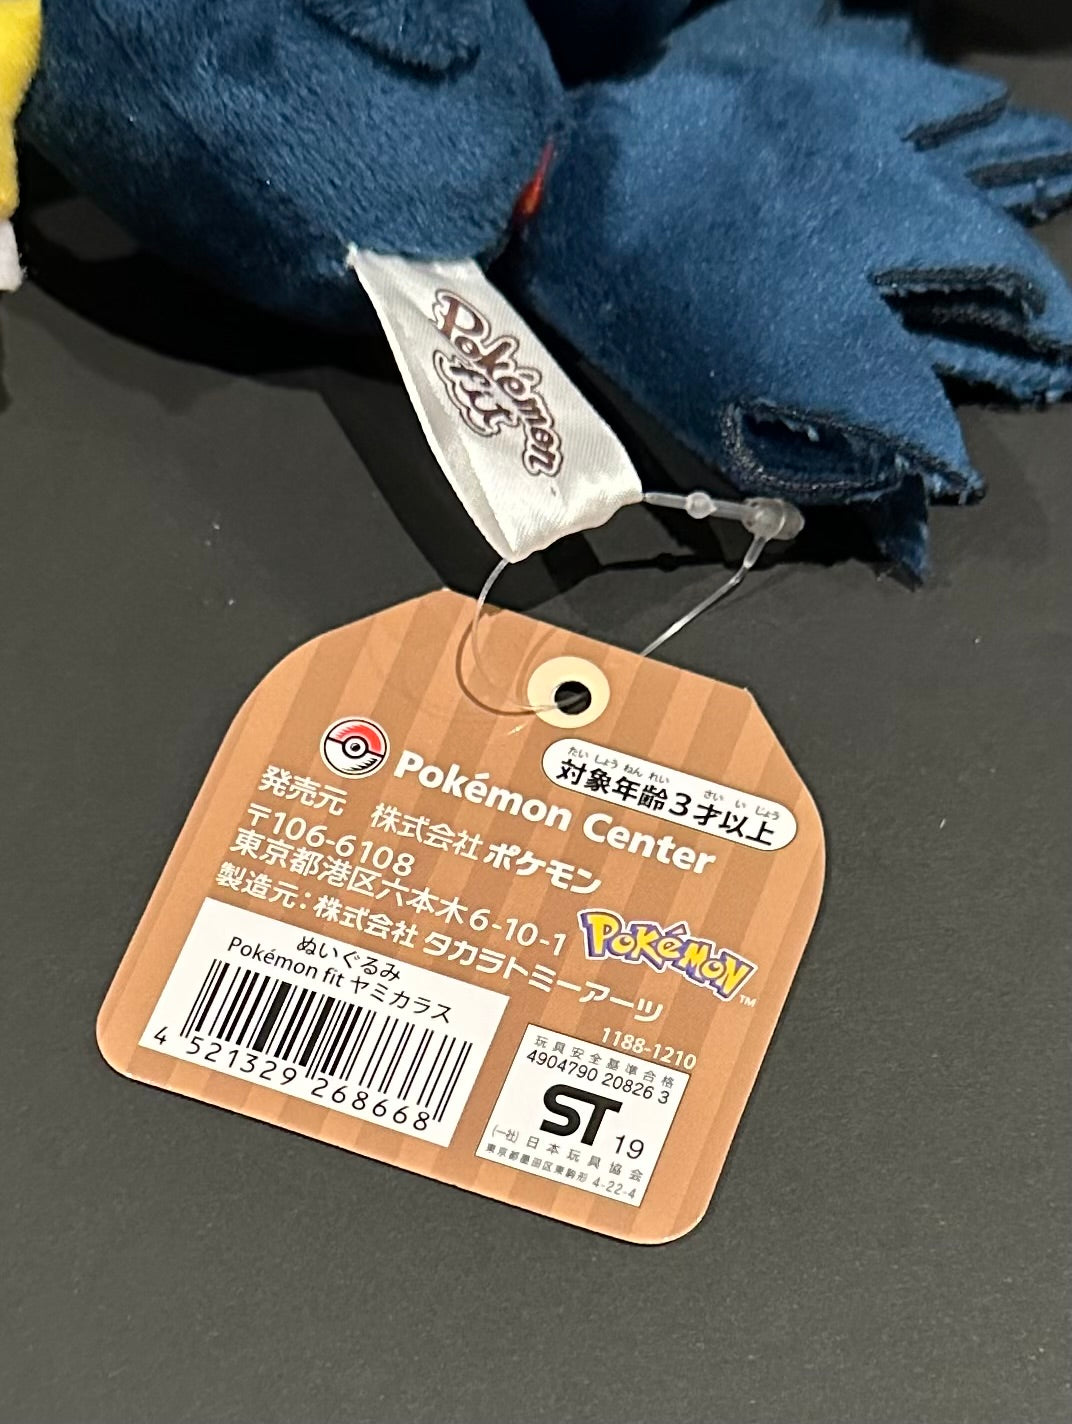 Pokémon
fit
たいしょうねんれい さい い じょう
対象年齢3才以上
Pokémon Center
発売元 株式会社ポケモン
〒106-6108
東京都港区六本木6-10-1
製造元:株式会社タカラトミーアーツ
POKéMON
TM
1188-1210
ぬいぐるみ
Pokémon fit ヤミカラス
4 521329 268668
玩具安全基準合格
4904790 20826 3
ST 19
(一社)日本玩具協会
東京都墨田区東駒形 4-22-4